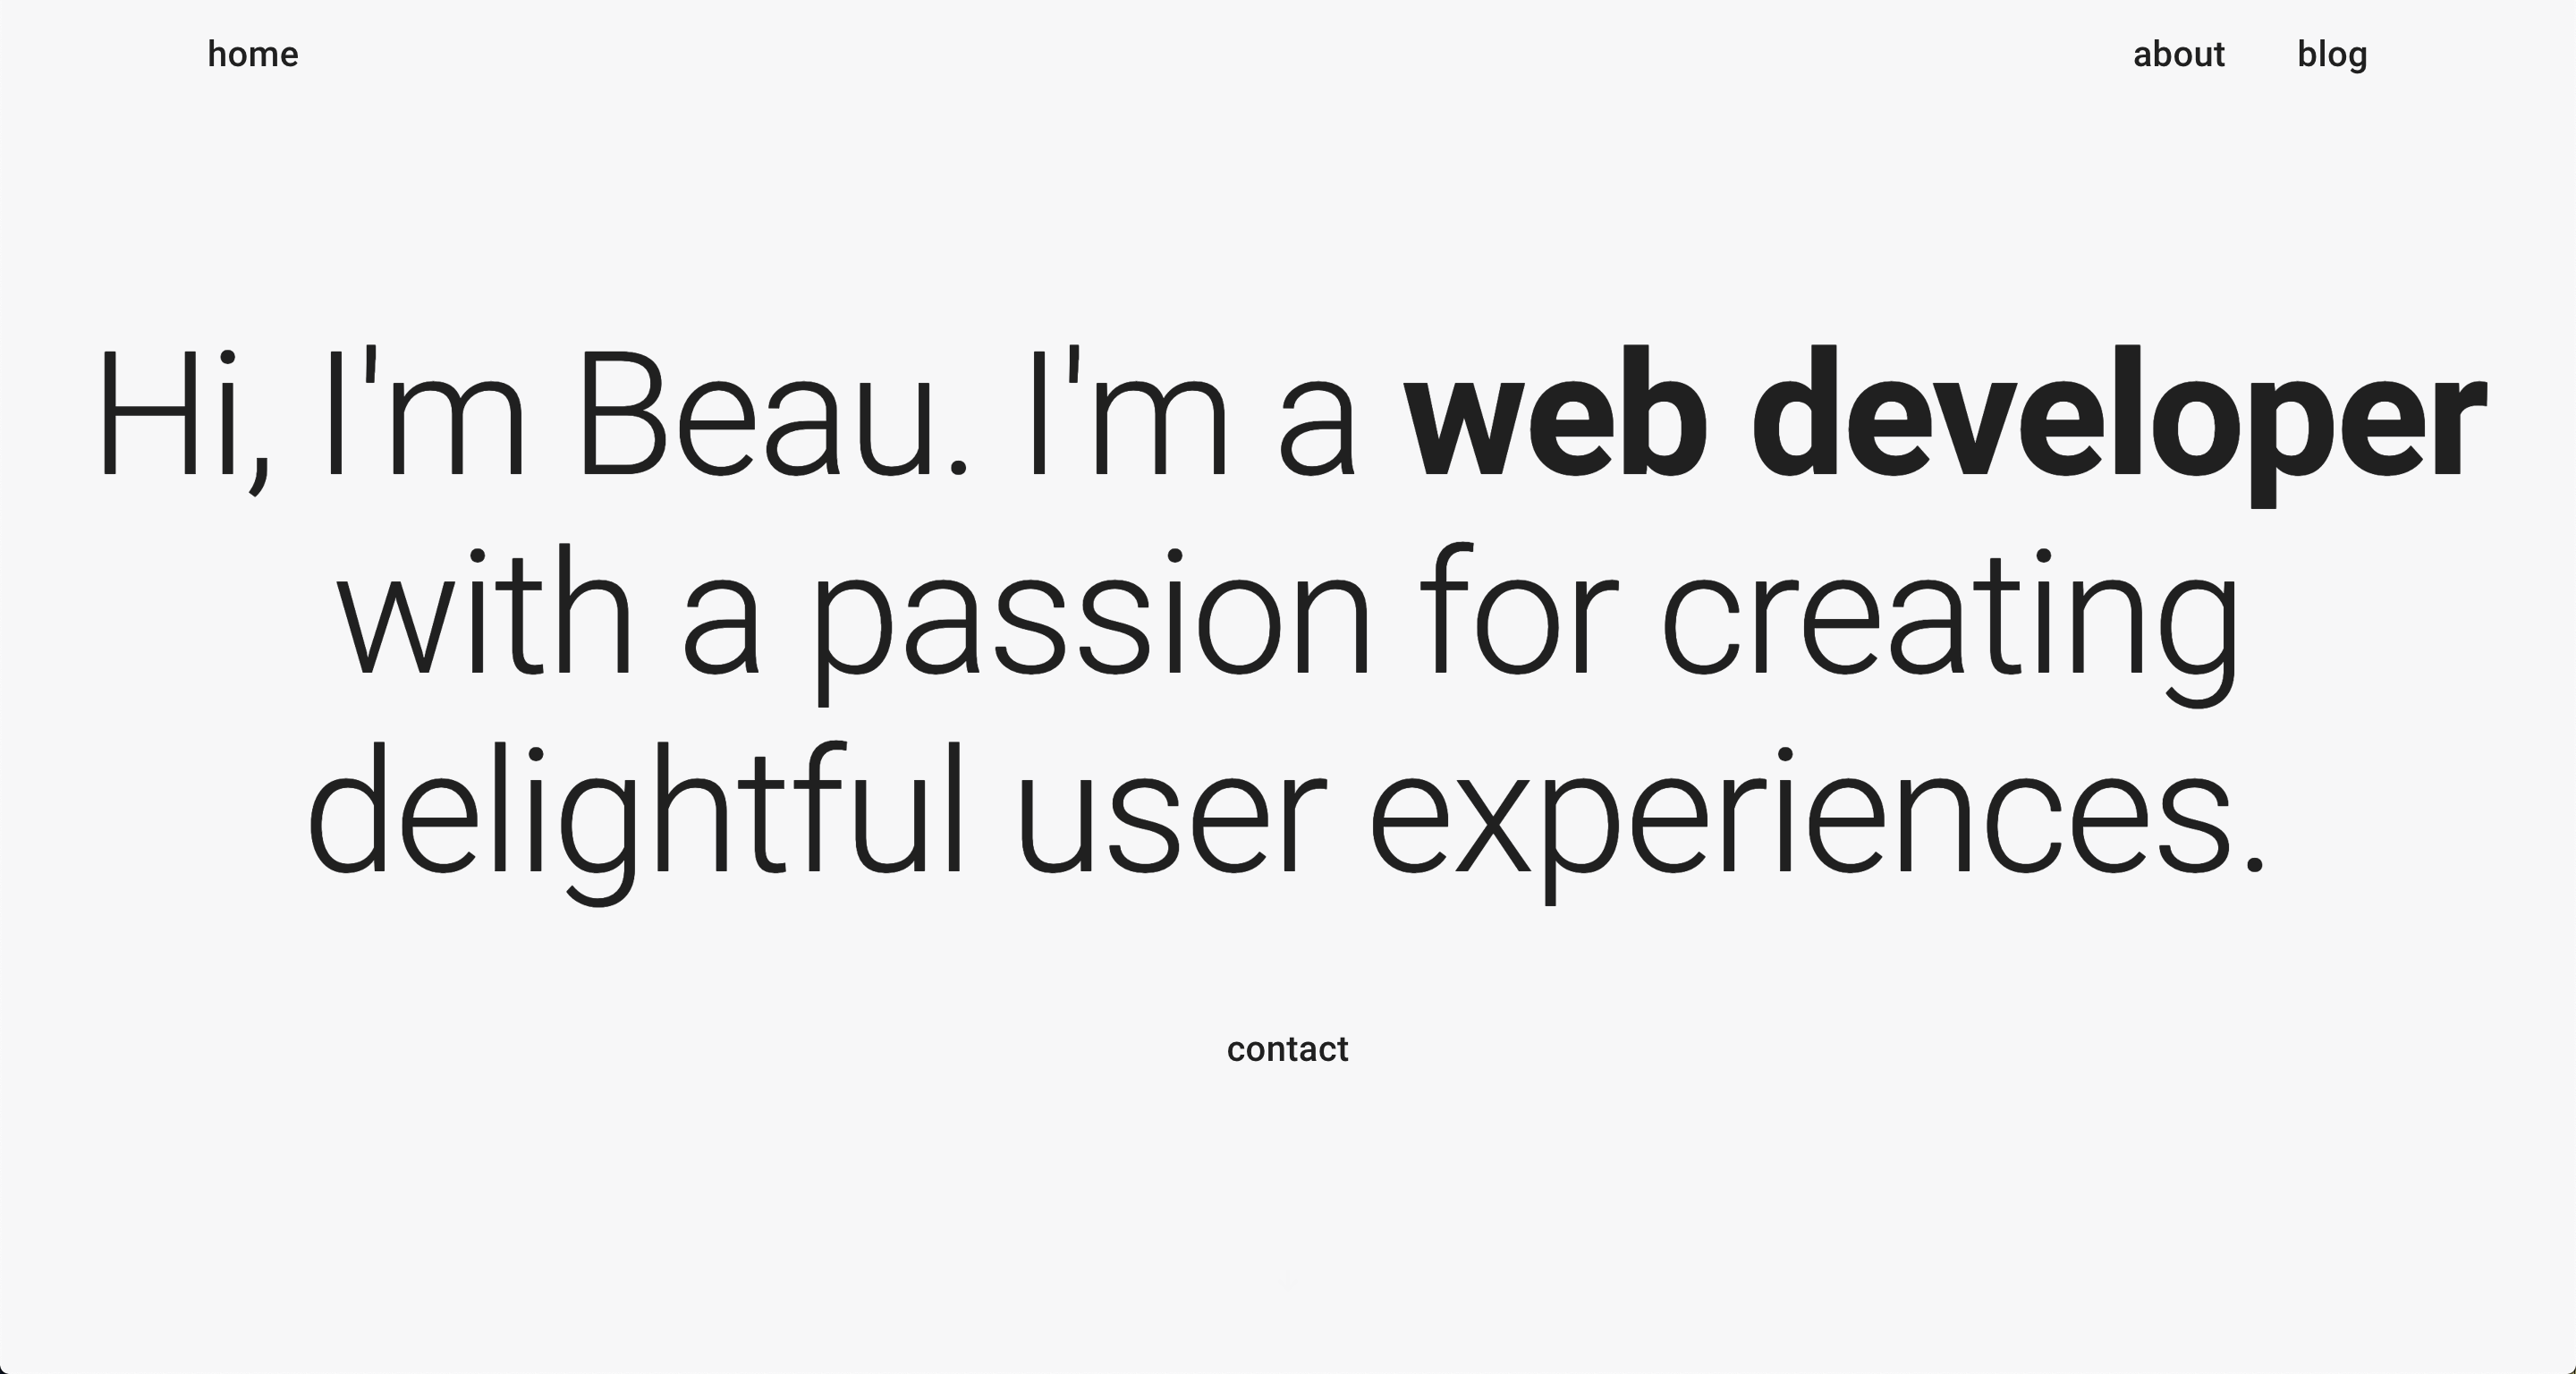 home about blog
Hi, I'm Beau. I'm a web developer
with a passion for creating
delightful user experiences.
contact